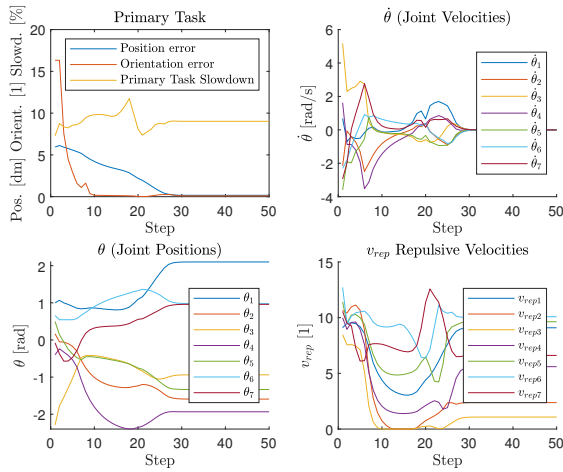 Primary Task
Pos. [dm] Orient. [1] Slowd. [%]
20
15
10
5
0
Position error
Orientation error
Primary Task Slowdown
0 10 20 30 40 50
Step
θ̇ (Joint Velocities)
θ̇ [rad/s]
6
4
2
0
-2
-4
-6
θ̇₁
θ̇₂
θ̇₃
θ̇₄
θ̇₅
θ̇₆
θ̇₇
0 10 20 30 40 50
Step
θ (Joint Positions)
θ [rad]
2
1
0
-1
-2
θ₁
θ₂
θ₃
θ₄
θ₅
θ₆
θ₇
0 10 20 30 40 50
Step
v_rep Repulsive Velocities
v_rep [1]
15
10
5
0
v_rep1
v_rep2
v_rep3
v_rep4
v_rep5
v_rep6
v_rep7
0 10 20 30 40 50
Step